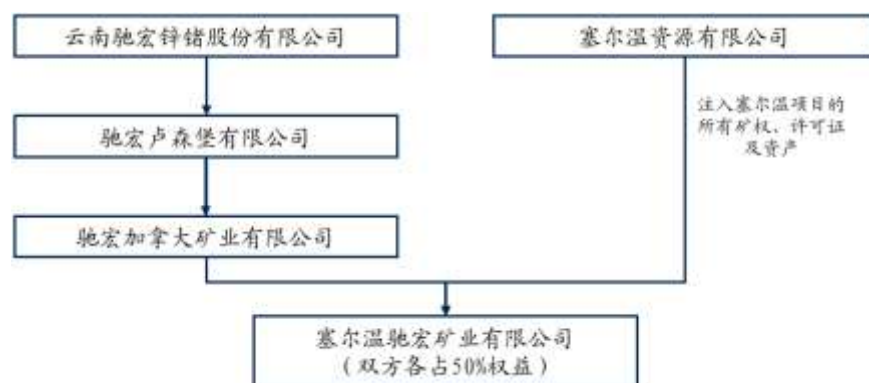 云南驰宏锌锗股份有限公司
塞尔温资源有限公司
注入塞尔温项目的
所有矿权、许可证
及资产
驰宏卢森堡有限公司
驰宏加拿大矿业有限公司
塞尔温驰宏矿业有限公司
（双方各占50%权益）